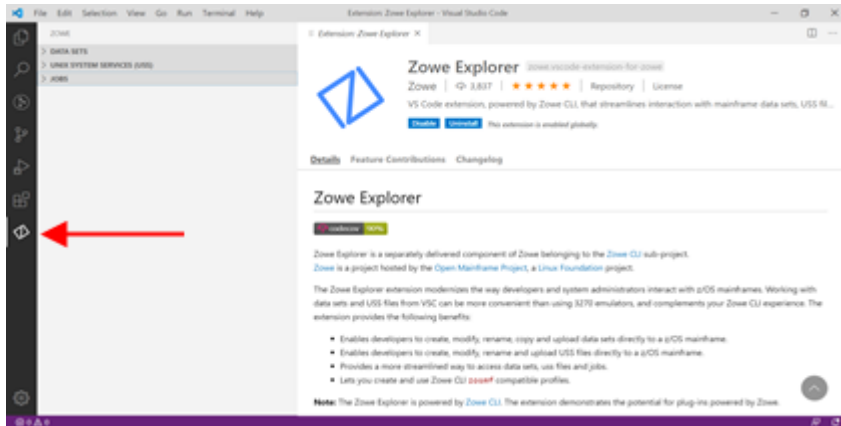 File Edit Selection View Go Run Terminal Help
Extension: Zowe Explorer - Visual Studio Code
ZOWE
DATA SETS
UNIX SYSTEM SERVICES (USS)
JOBS
Extension: Zowe Explorer
Zowe Explorer zowe.vscode-extension-for-zowe
Zowe 3,837 Repository License
VS Code extension, powered by Zowe CLI, that streamlines interaction with mainframe data sets, USS fil...
Disable Uninstall This extension is enabled globally.
Details Feature Contributions Changelog
Zowe Explorer
codecov 90%
Zowe Explorer is a separately delivered component of Zowe belonging to the Zowe CLI sub-project.
Zowe is a project hosted by the Open Mainframe Project, a Linux Foundation project.
The Zowe Explorer extension modernizes the way developers and system administrators interact with z/OS mainframes. Working with
data sets and USS files from VSC can be more convenient than using 3270 emulators, and complements your Zowe CLI experience. The
extension provides the following benefits:
Enables developers to create, modify, rename, copy and upload data sets directly to a z/OS mainframe.
Enables developers to create, modify, rename and upload USS files directly to a z/OS mainframe.
Provides a more streamlined way to access data sets, uss files and jobs.
Lets you create and use Zowe CLI zosmf compatible profiles.
Note: The Zowe Explorer is powered by Zowe CLI. The extension demonstrates the potential for plug-ins powered by Zowe.
0 0